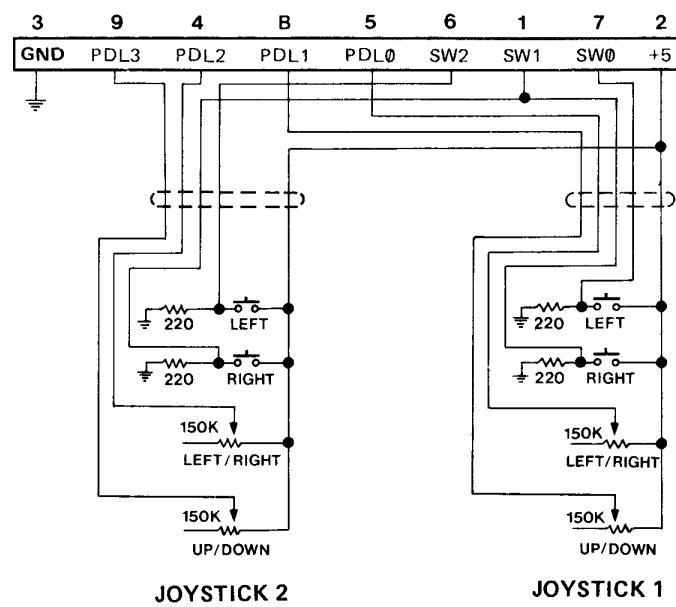 3 9 4 8 5 6 1 7 2
GND PDL3 PDL2 PDL1 PDL0 SW2 SW1 SW0 +5
220 LEFT 220 LEFT
220 RIGHT 220 RIGHT
150K 150K
LEFT/RIGHT LEFT/RIGHT
150K 150K
UP/DOWN UP/DOWN
JOYSTICK 2 JOYSTICK 1